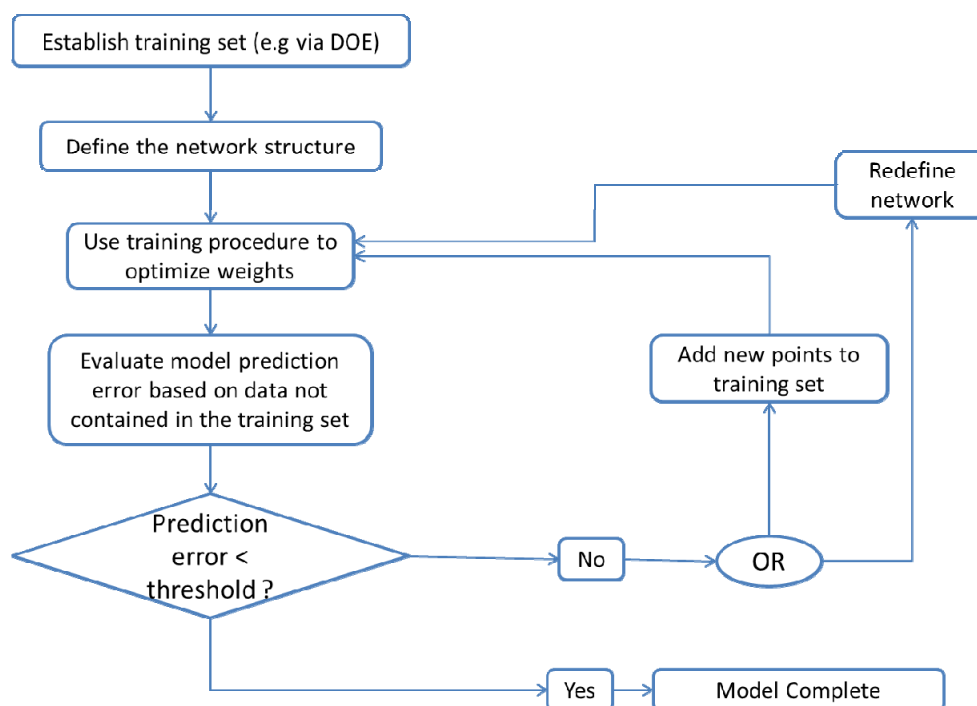 Establish training set (e.g via DOE)
Define the network structure
Redefine
network
Use training procedure to
optimize weights
Evaluate model prediction
error based on data not
contained in the training set
Add new points to
training set
Prediction
error <
threshold ?
No
OR
Yes
Model Complete